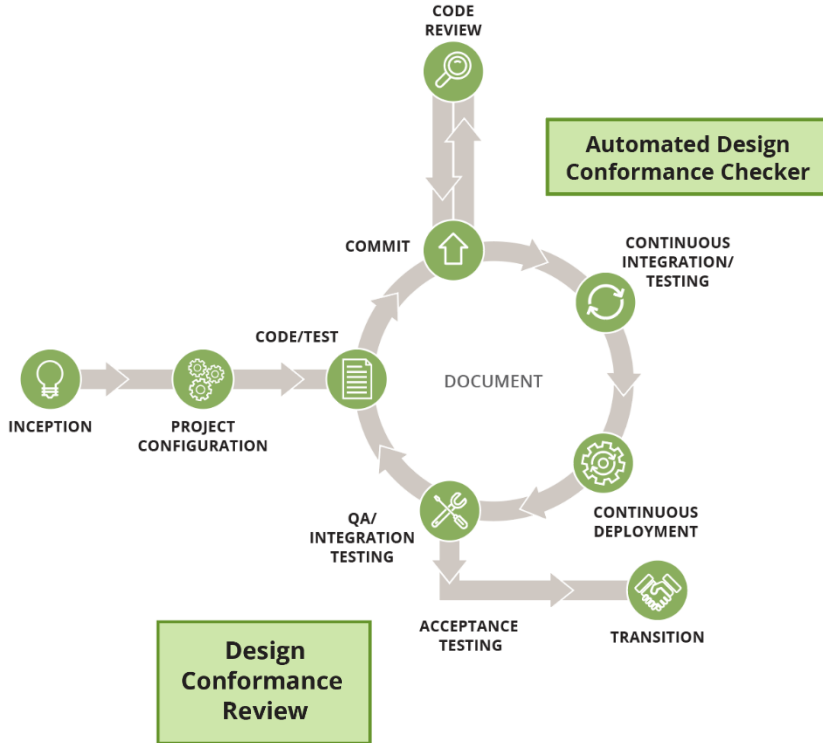 CODE
REVIEW
Automated Design
Conformance Checker
COMMIT
CONTINUOUS
INTEGRATION/
TESTING
CODE/TEST
DOCUMENT
INCEPTION
PROJECT
CONFIGURATION
QA/
INTEGRATION
TESTING
CONTINUOUS
DEPLOYMENT
ACCEPTANCE
TESTING
TRANSITION
Design
Conformance
Review